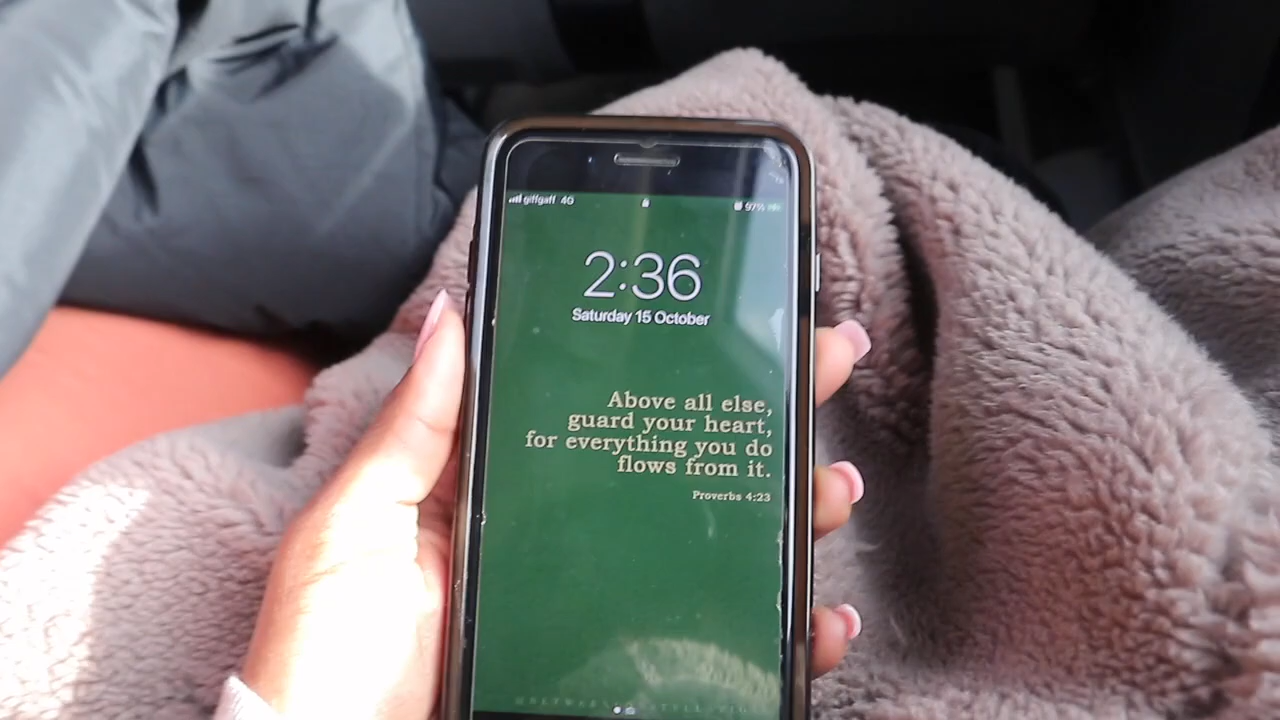 giffgaff 4G 97%
2:36
Saturday 15 October
Above all else,
guard your heart,
for everything you do
flows from it.
Proverbs 4:23